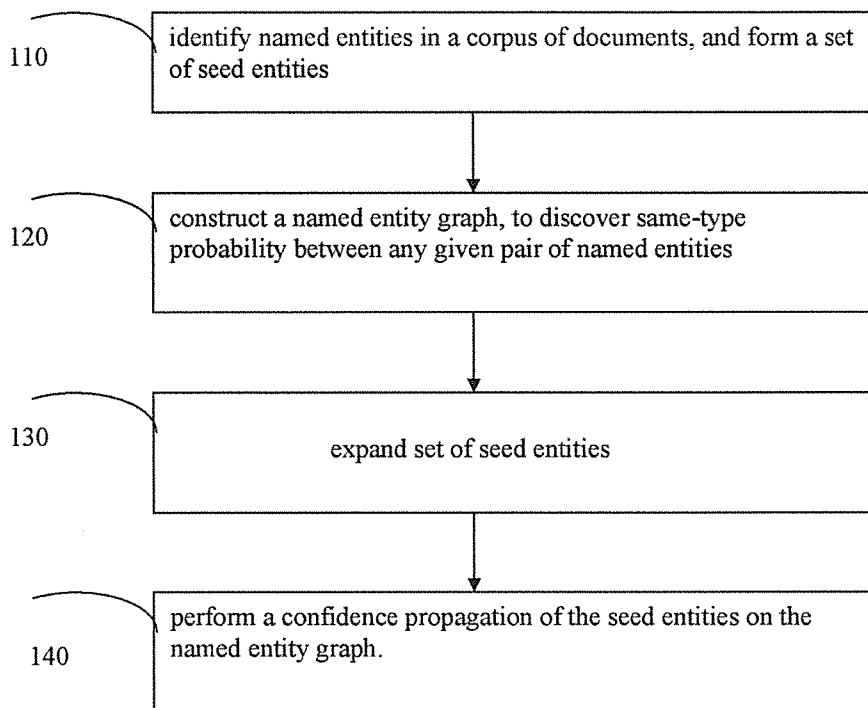 110
identify named entities in a corpus of documents, and form a set
of seed entities
120
construct a named entity graph, to discover same-type
probability between any given pair of named entities
130
expand set of seed entities
140
perform a confidence propagation of the seed entities on the
named entity graph.